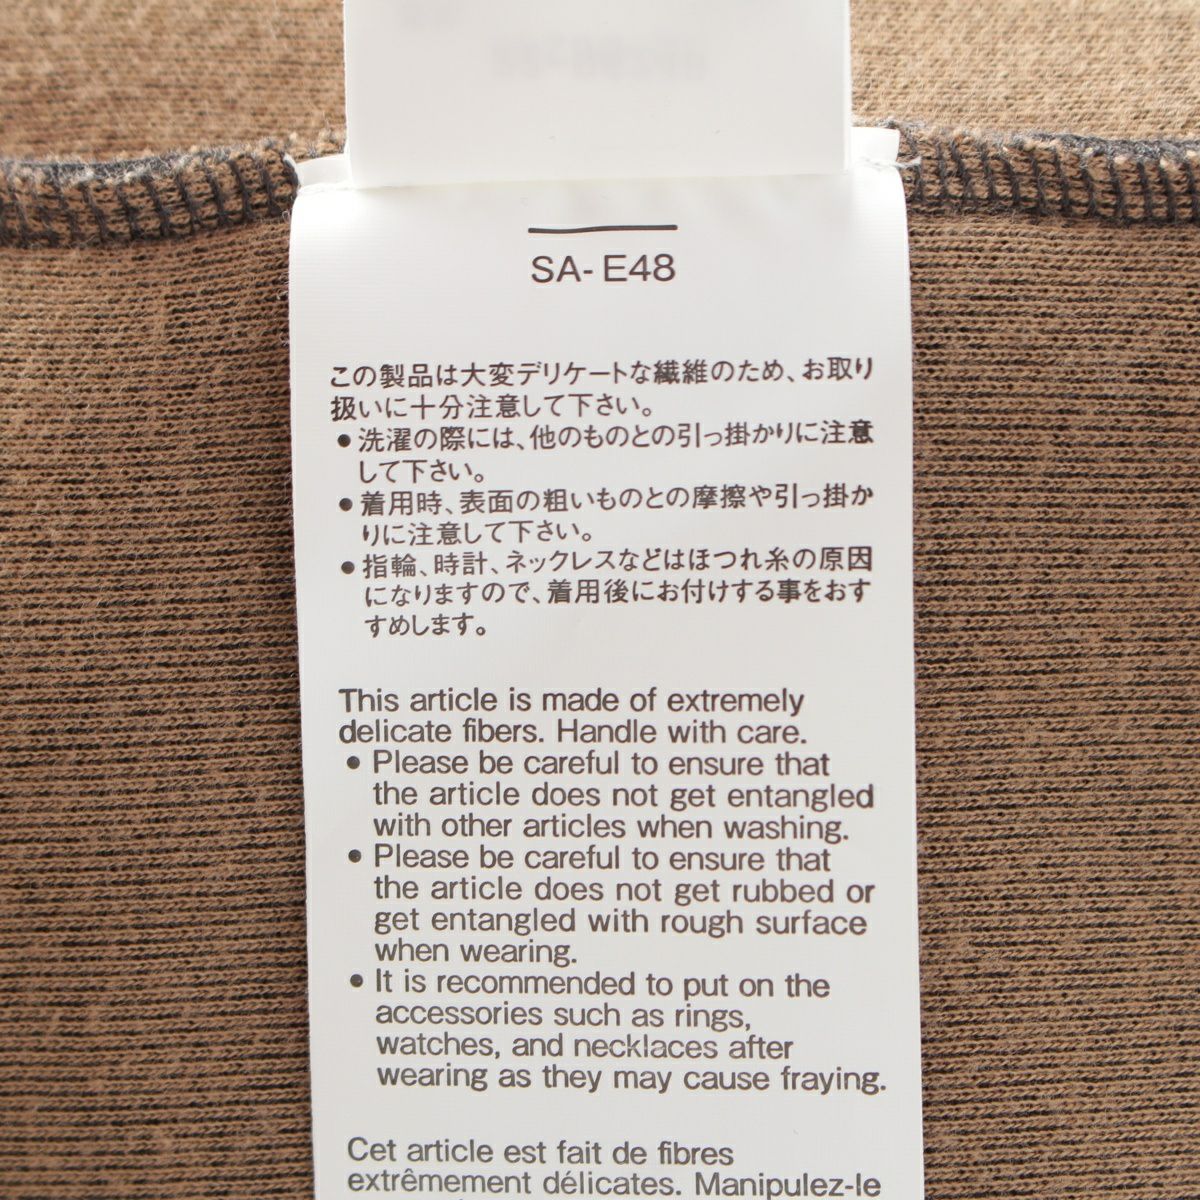 SA- E48
この製品は大変デリケートな繊維のため、お取り
扱いに十分注意して下さい。
● 洗濯の際には、他のものとの引っ掛かりに注意
して下さい。
● 着用時、表面の粗いものとの摩擦や引っ掛か
りに注意して下さい。
● 指輪、時計、ネックレスなどはほつれ糸の原因
になりますので、着用後にお付けする事をおす
すめします。
This article is made of extremely
delicate fibers. Handle with care.
● Please be careful to ensure that
the article does not get entangled
with other articles when washing.
● Please be careful to ensure that
the article does not get rubbed or
get entangled with rough surface
when wearing.
● It is recommended to put on the
accessories such as rings,
watches, and necklaces after
wearing as they may cause fraying.
Cet article est fait de fibres
extrêmement délicates. Manipulez-le